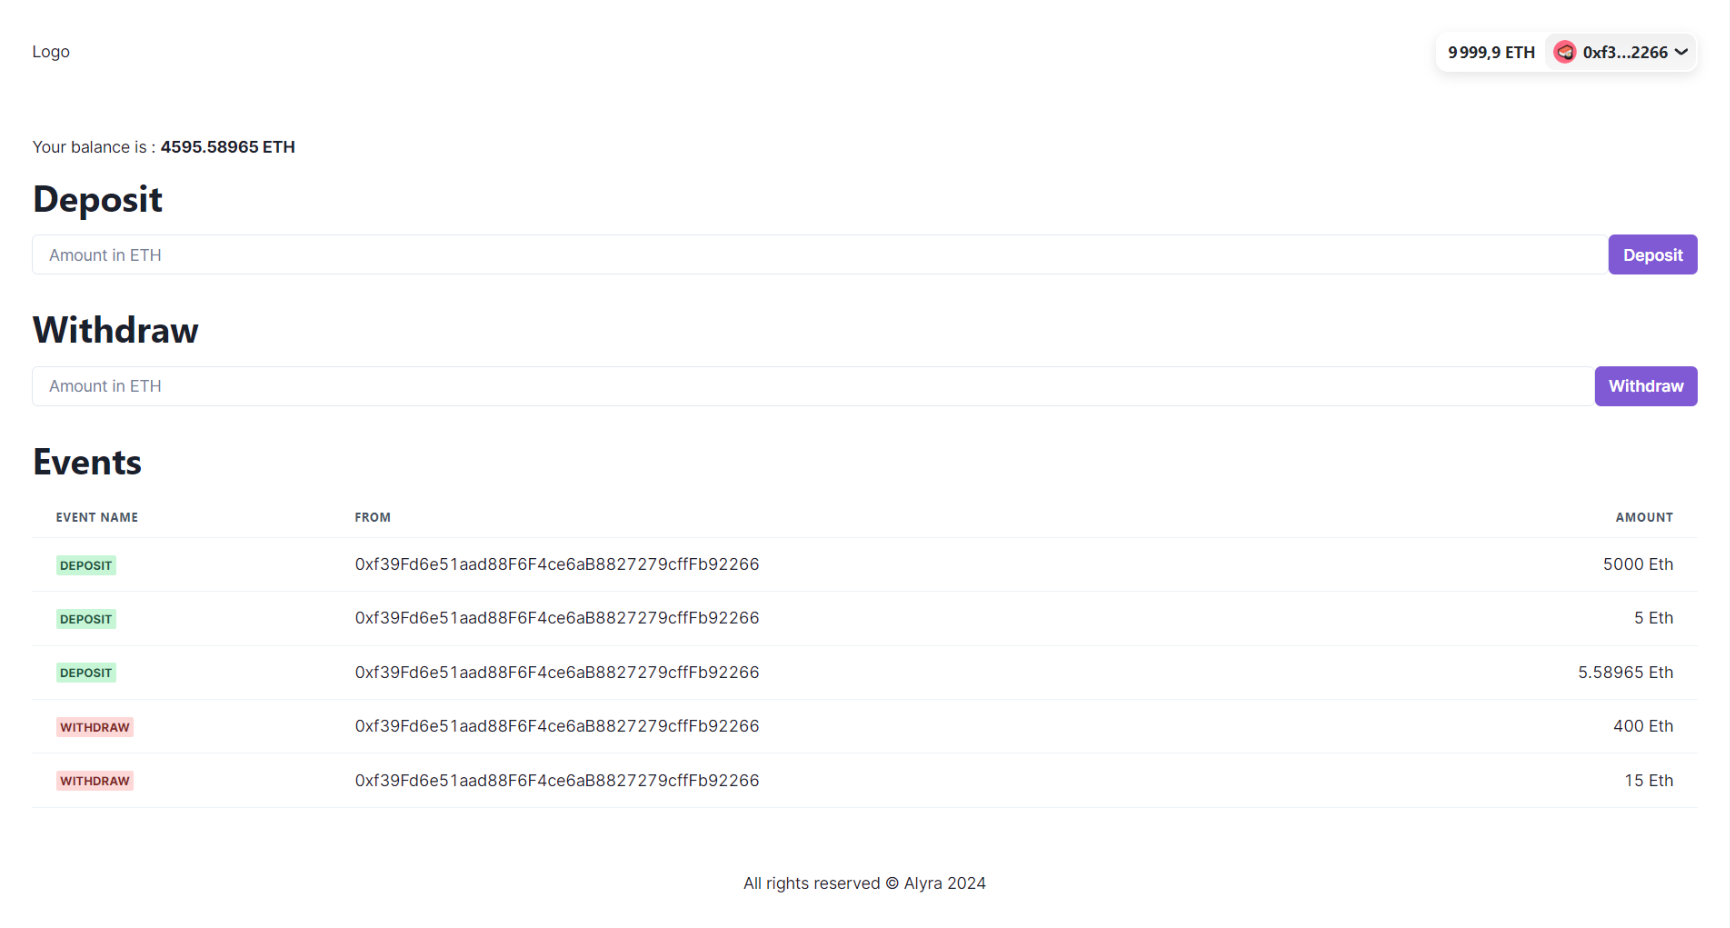 Logo
9 999,9 ETH 0xf3...2266
Your balance is : 4595.58965 ETH
Deposit
Amount in ETH Deposit
Withdraw
Amount in ETH Withdraw
Events
EVENT NAME FROM AMOUNT
DEPOSIT 0xf39Fd6e51aad88F6F4ce6aB8827279cffFb92266 5000 Eth
DEPOSIT 0xf39Fd6e51aad88F6F4ce6aB8827279cffFb92266 5 Eth
DEPOSIT 0xf39Fd6e51aad88F6F4ce6aB8827279cffFb92266 5.58965 Eth
WITHDRAW 0xf39Fd6e51aad88F6F4ce6aB8827279cffFb92266 400 Eth
WITHDRAW 0xf39Fd6e51aad88F6F4ce6aB8827279cffFb92266 15 Eth
All rights reserved © Alyra 2024